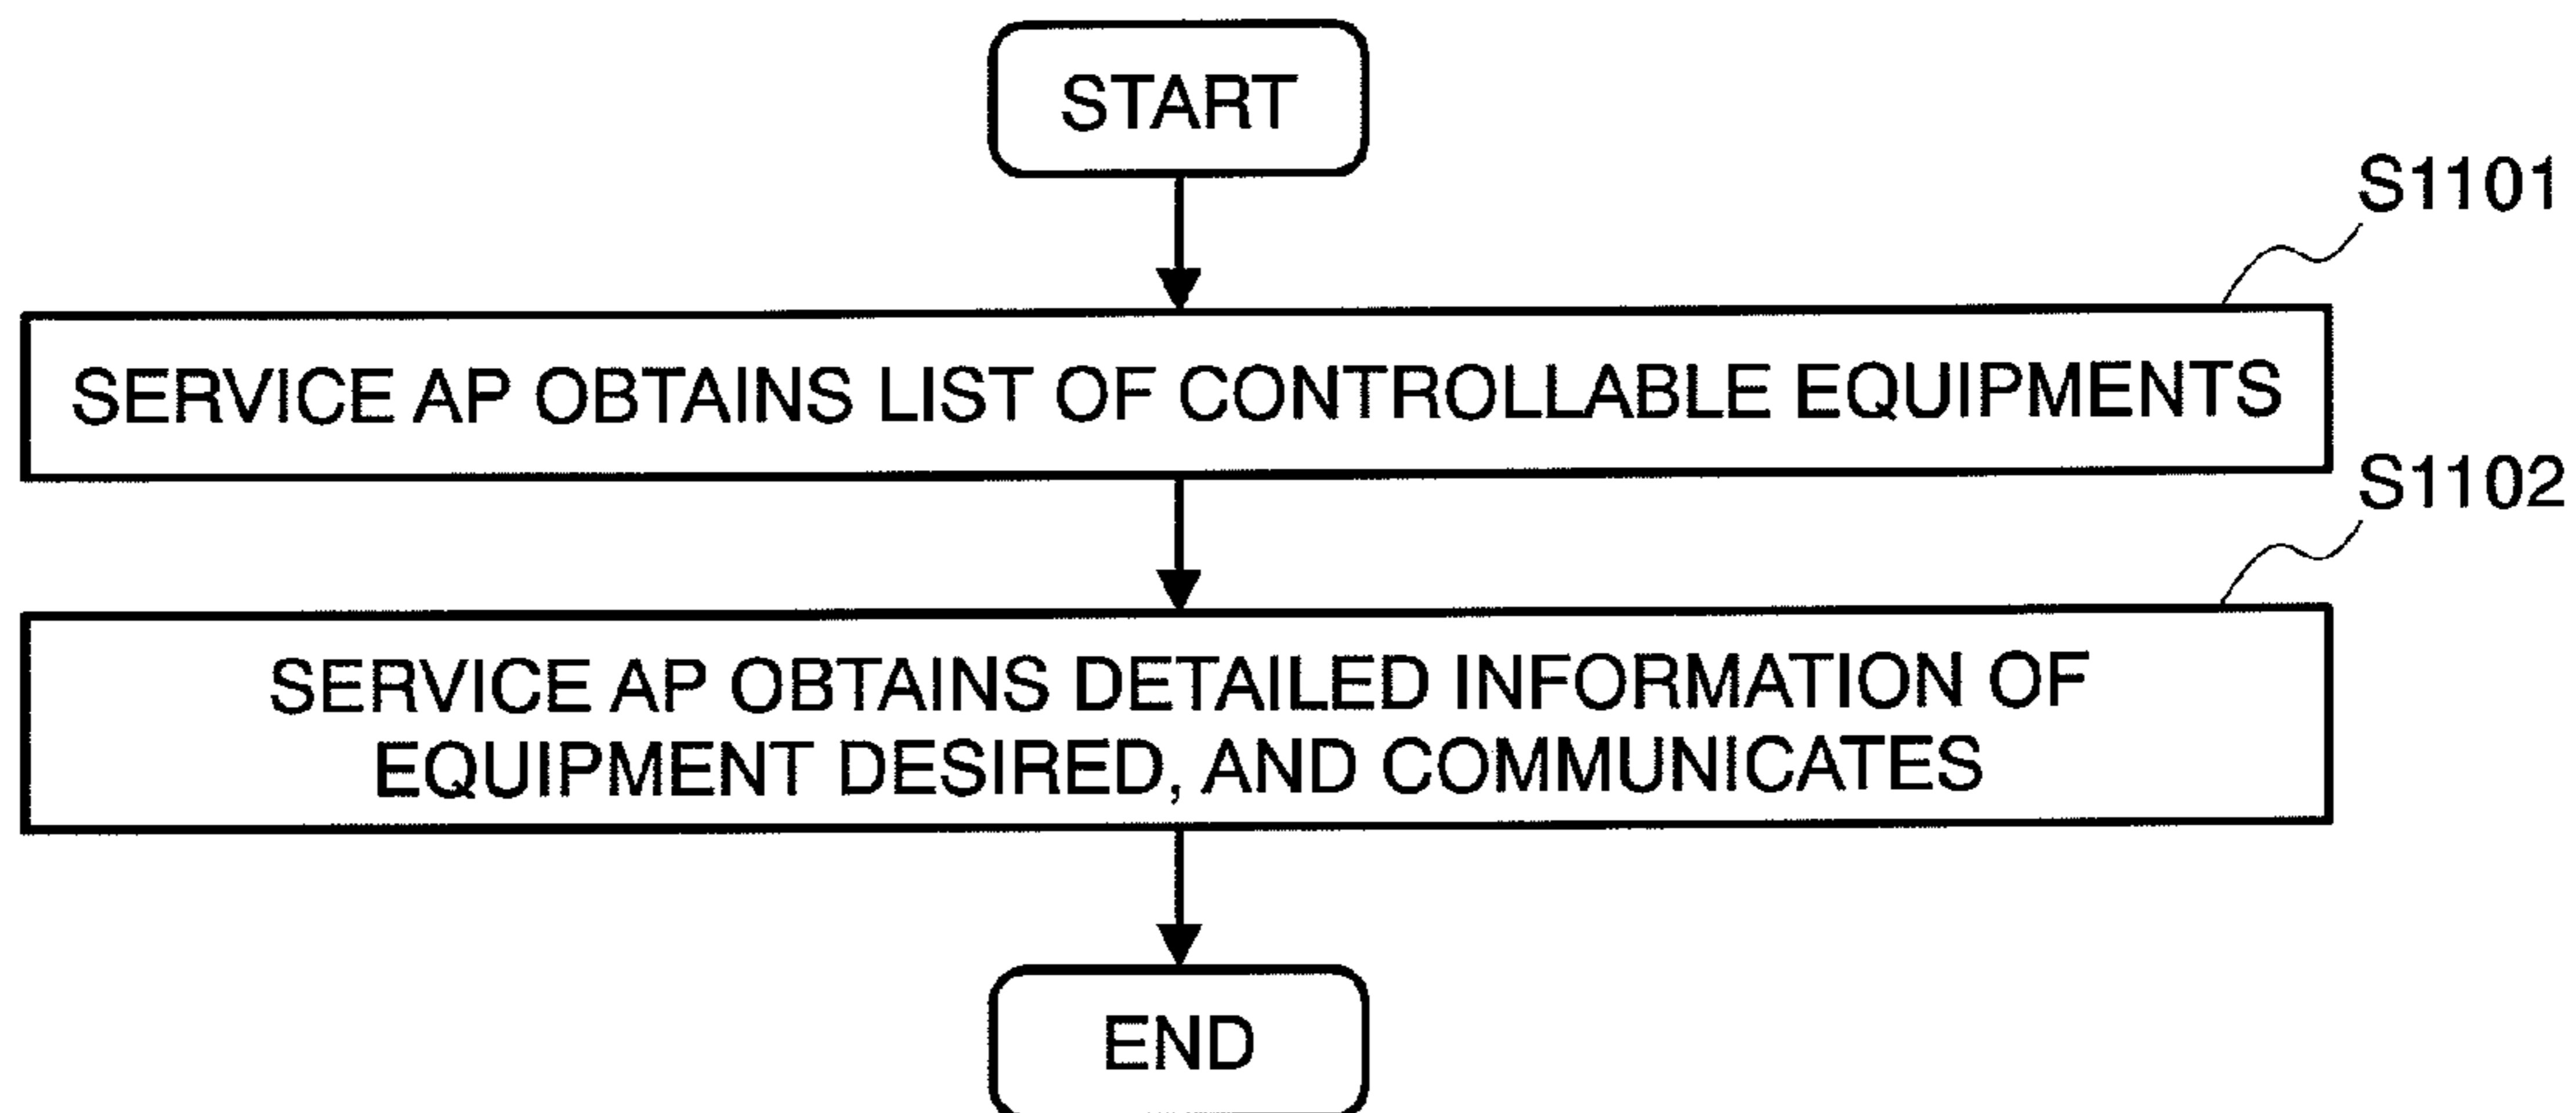 START
S1101
SERVICE AP OBTAINS LIST OF CONTROLLABLE EQUIPMENTS
S1102
SERVICE AP OBTAINS DETAILED INFORMATION OF
EQUIPMENT DESIRED, AND COMMUNICATES
END